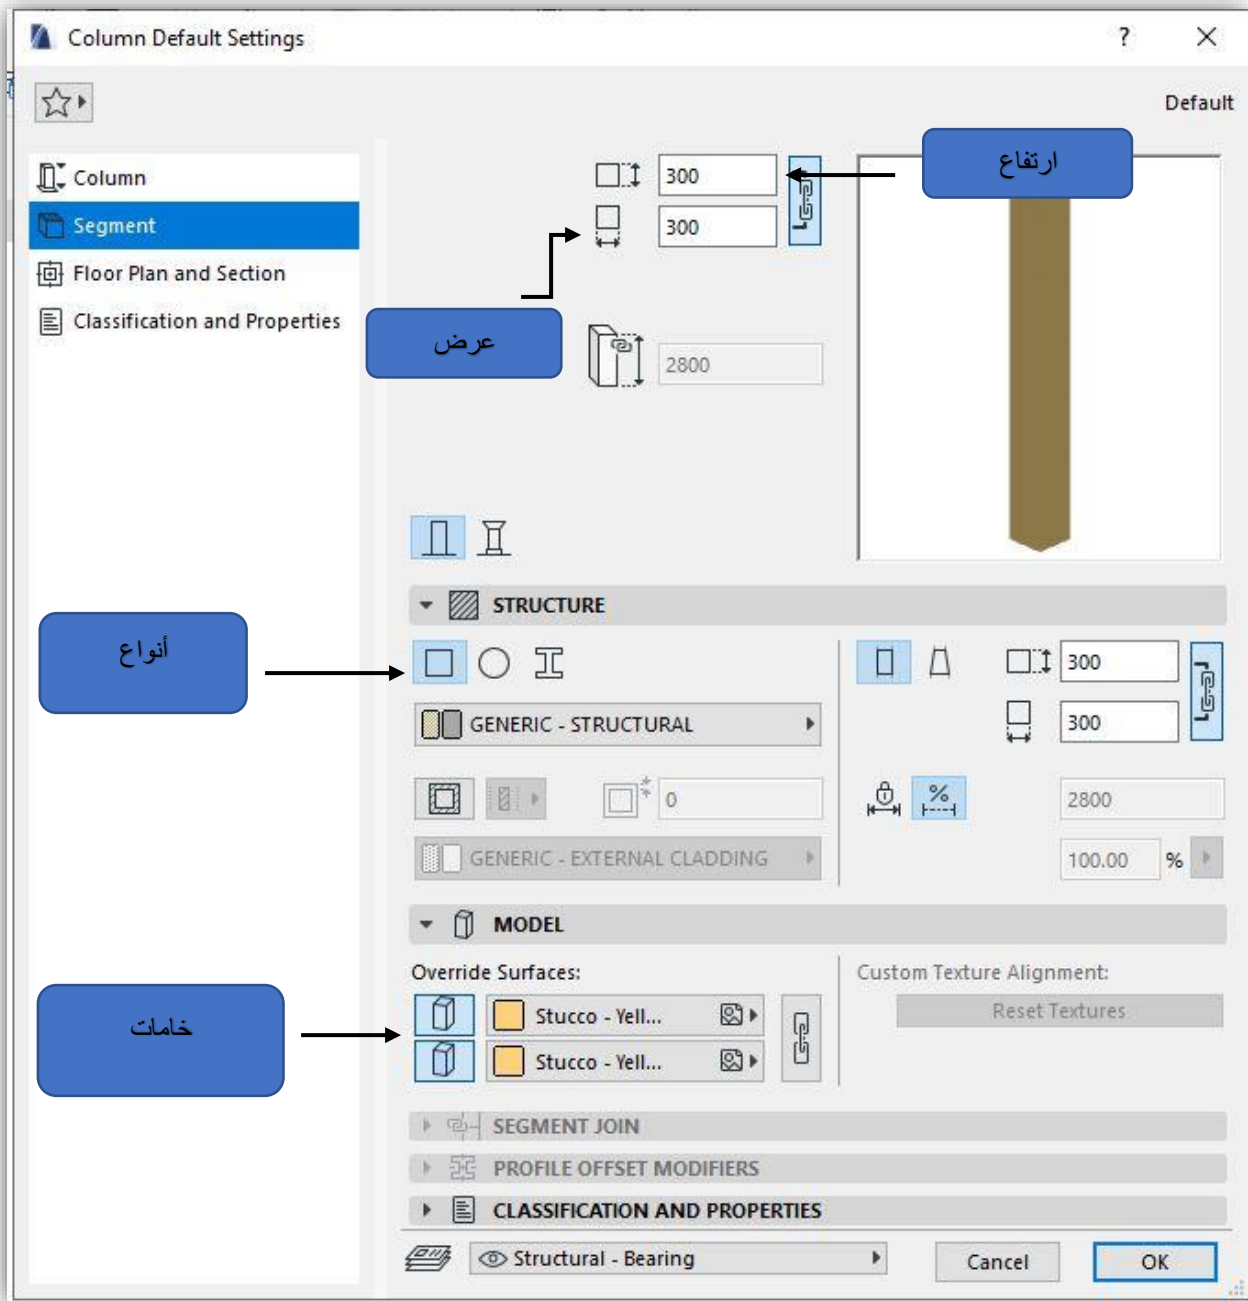 Column Default Settings
?
Default
ارتفاع
Column
300
Segment
300
Floor Plan and Section
Classification and Properties
عرض
2800
STRUCTURE
أنواع
300
GENERIC - STRUCTURAL
300
0
%
2800
GENERIC - EXTERNAL CLADDING
100.00 %
MODEL
Override Surfaces:
Custom Texture Alignment:
خامات
Stucco - Yell...
Reset Textures
Stucco - Yell...
SEGMENT JOIN
PROFILE OFFSET MODIFIERS
CLASSIFICATION AND PROPERTIES
Structural - Bearing
Cancel
OK